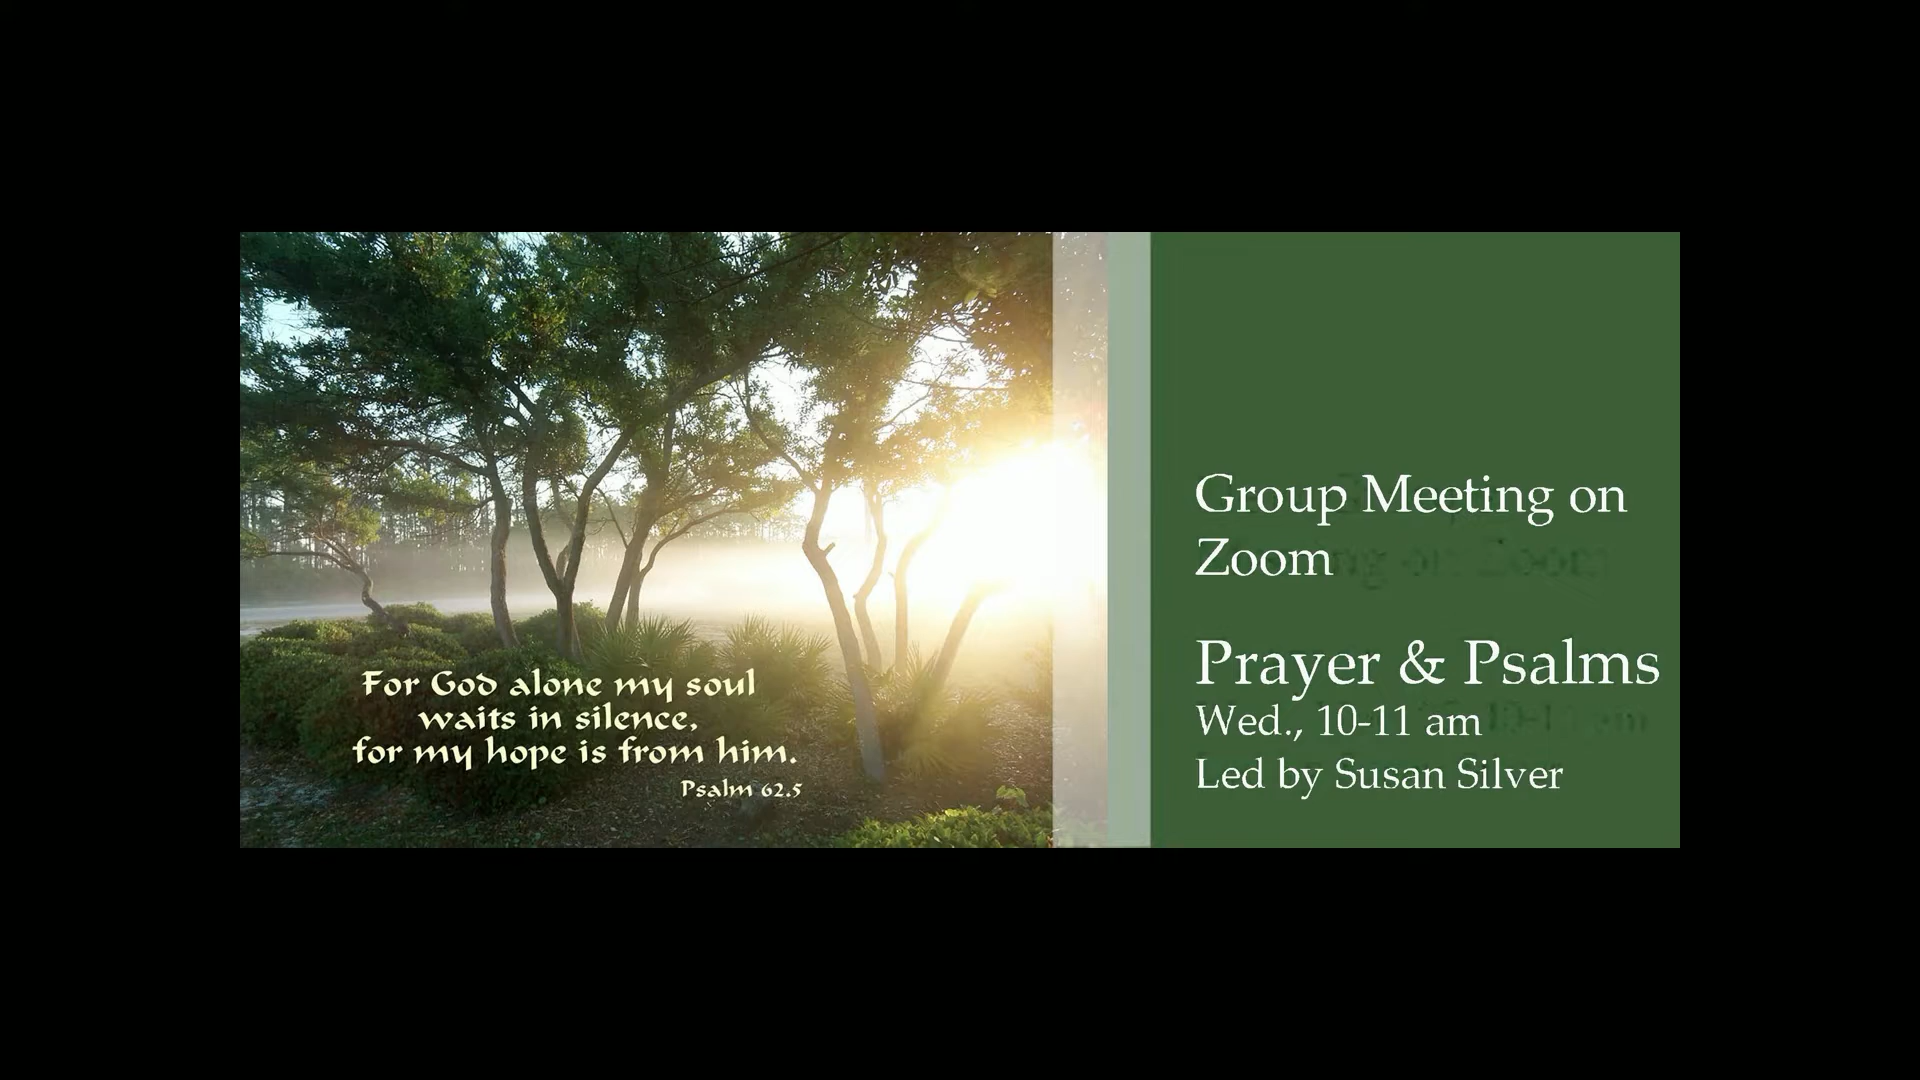 For God alone my soul
waits in silence,
for my hope is from him.
Psalm 62.5
Group Meeting on
Zoom
Prayer & Psalms
Wed., 10-11 am
Led by Susan Silver